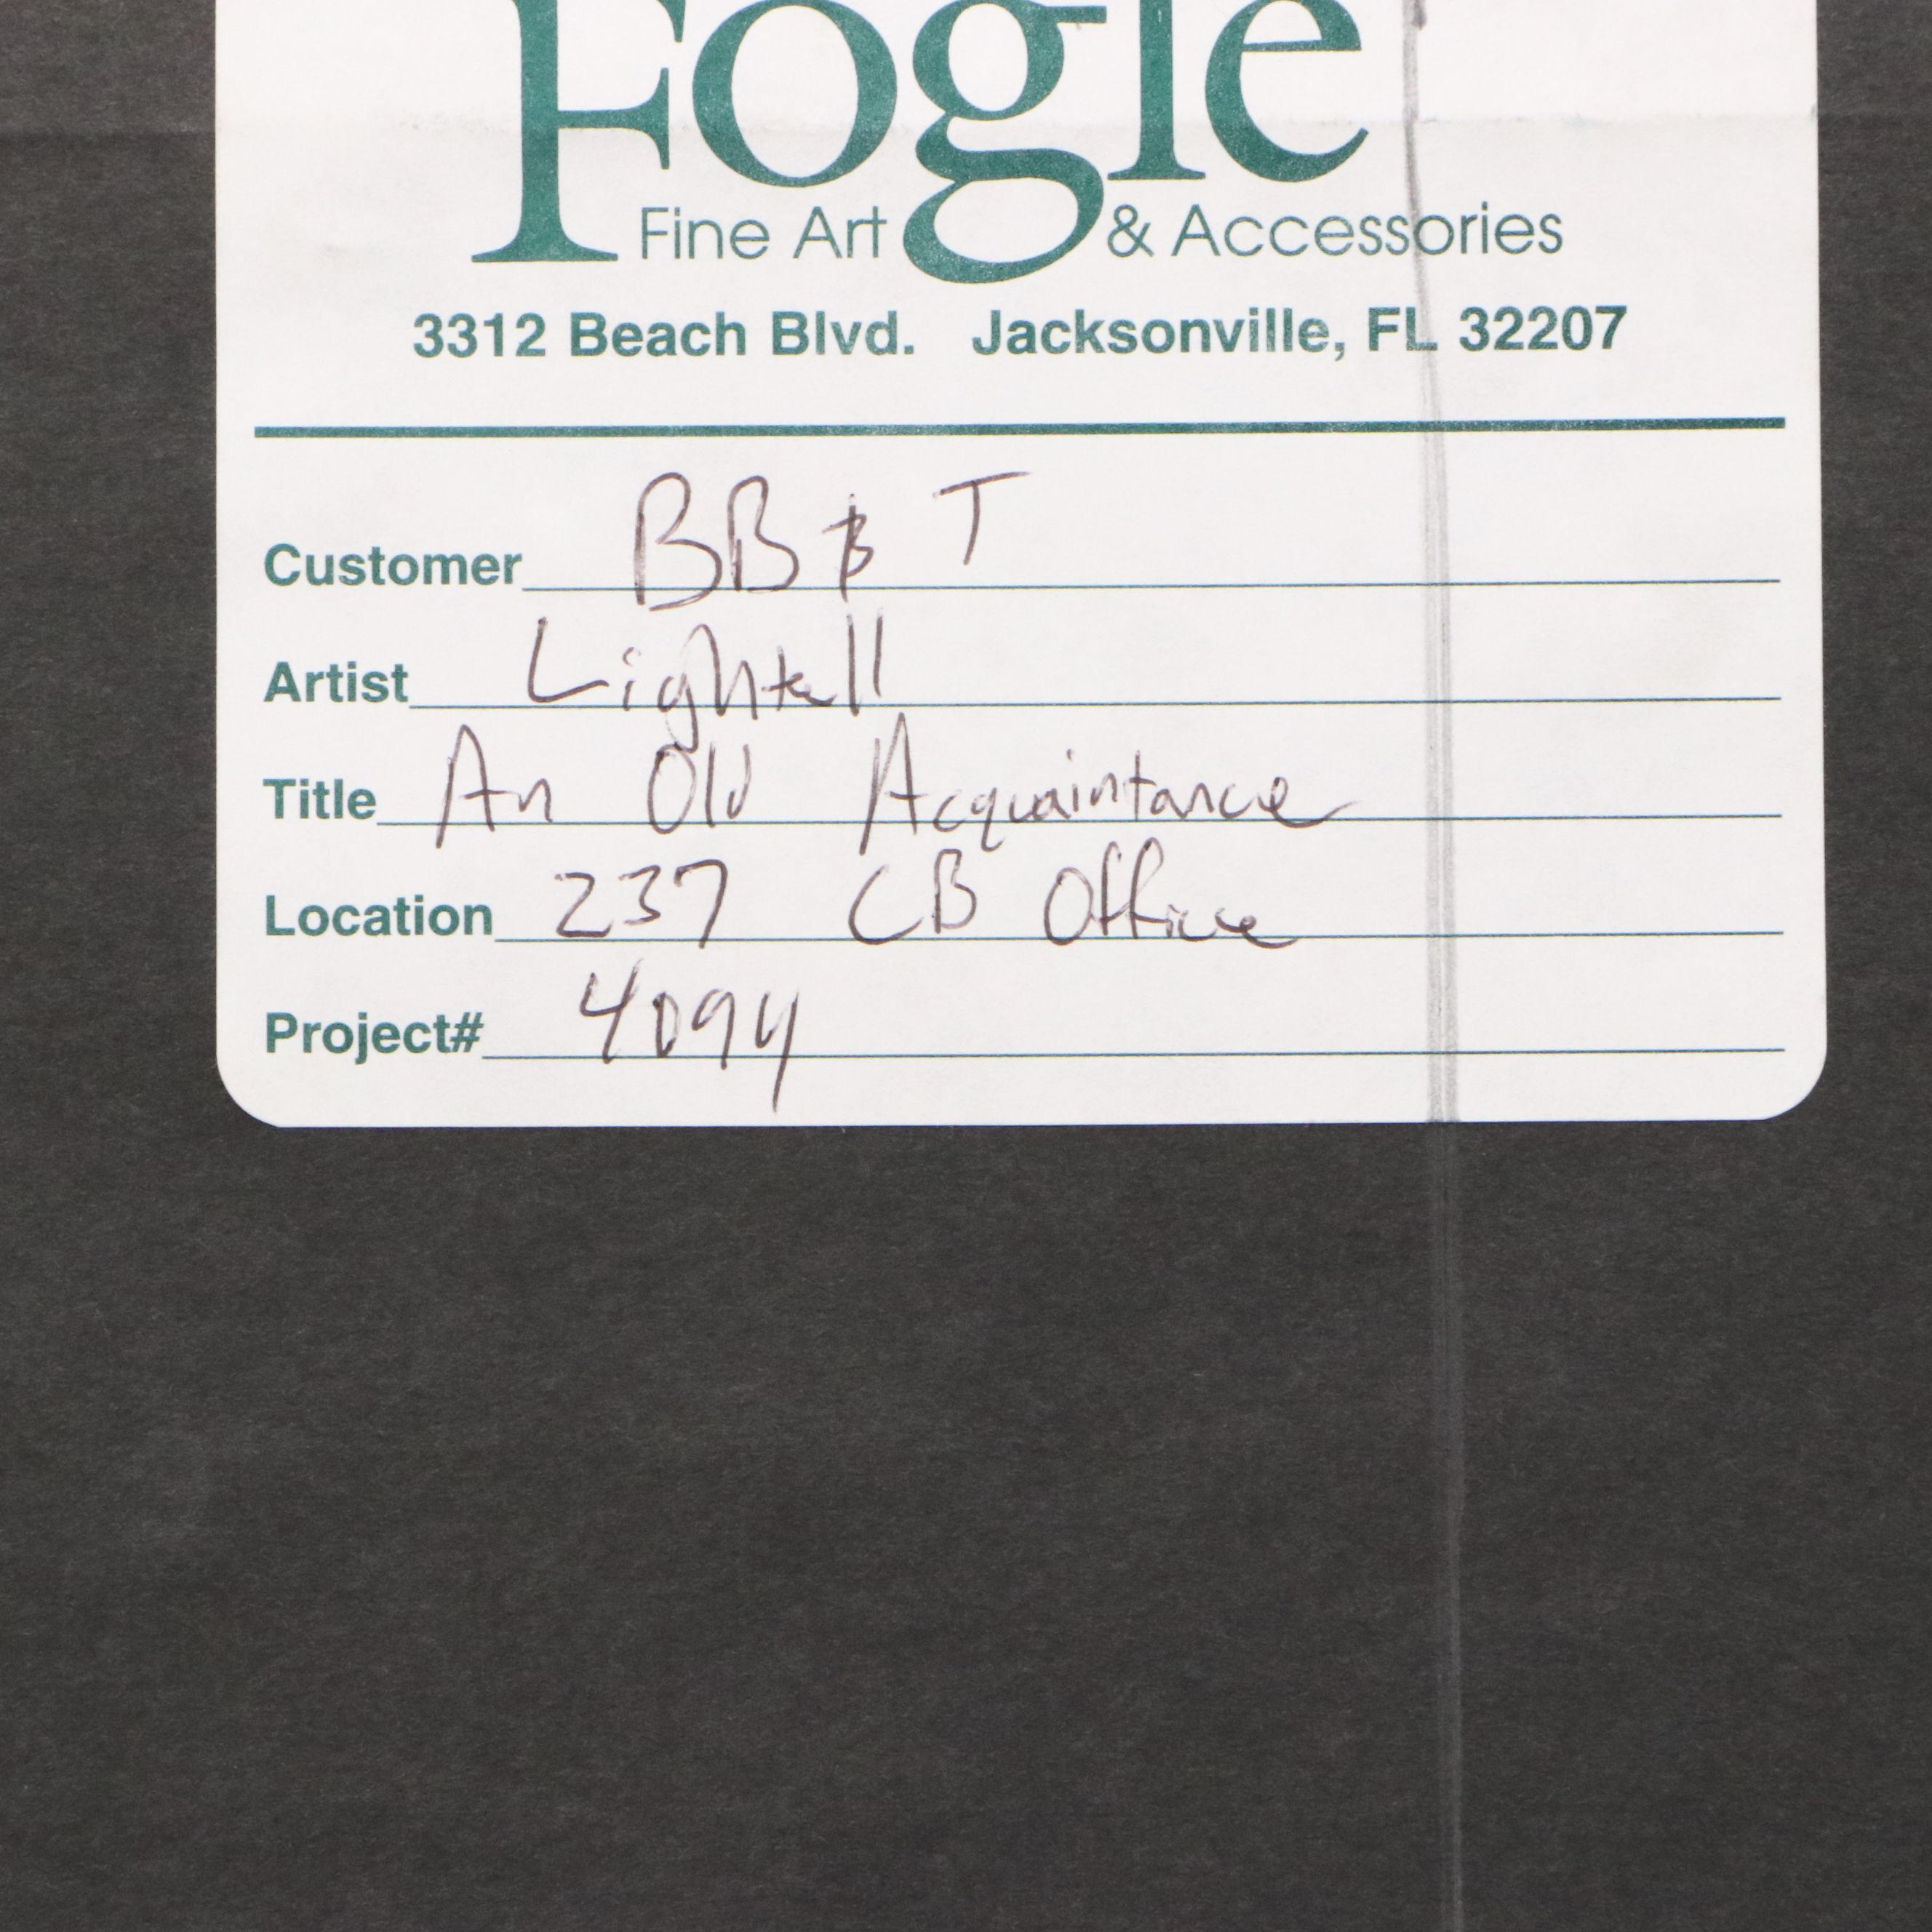 Fogle
Fine Art & Accessories
3312 Beach Blvd. Jacksonville, FL 32207
Customer BB & T
Artist Lightell
Title An Old Acquaintance
Location 237 CB Office
Project# 4094